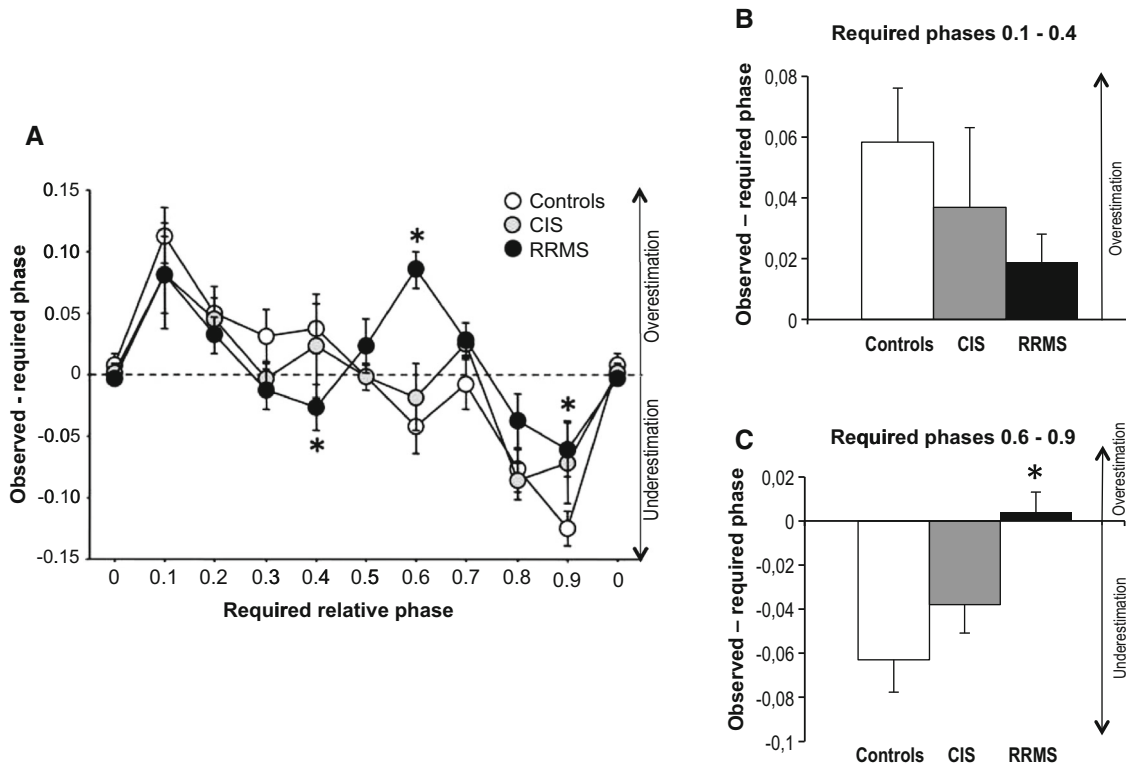 A
0.15
0.10
0.05
0
-0.05
-0.10
-0.15
Observed - required phase
Controls
CIS
RRMS
*
*
*
Overestimation
Underestimation
0 0.1 0.2 0.3 0.4 0.5 0.6 0.7 0.8 0.9 0
Required relative phase
B
Required phases 0.1 - 0.4
0,08
0,06
0,04
0,02
0
Observed – required phase
Overestimation
Controls CIS RRMS
C
Required phases 0.6 - 0.9
0,02
0
-0,02
-0,04
-0,06
-0,08
-0,1
Observed – required phase
*
Overestimation
Underestimation
Controls CIS RRMS